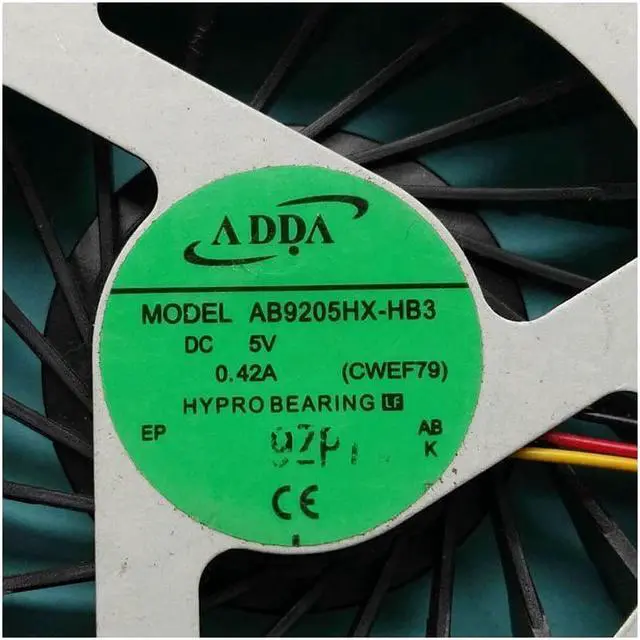 ADDA
MODEL AB9205HX-HB3
DC 5V
0.42A (CWEF79)
HYPRO BEARING LF
EP AB
K
CE